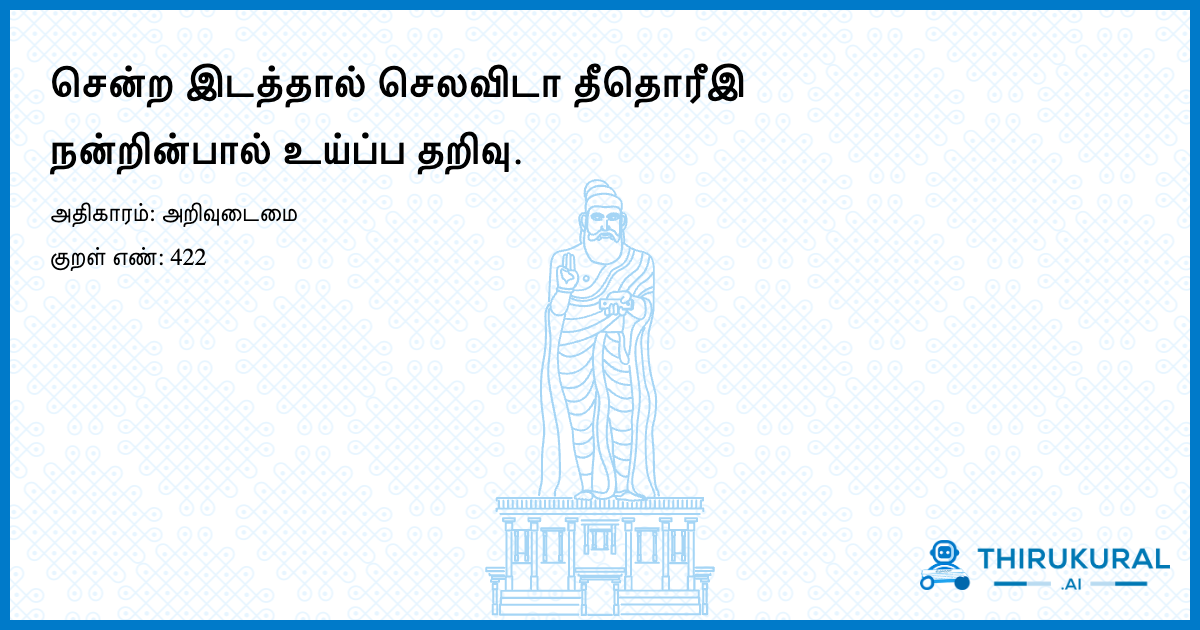 சென்ற இடத்தால் செலவிடா தீதொரீஇ
நன்றின்பால் உய்ப்ப தறிவு.
அதிகாரம்: அறிவுடைமை
குறள் எண்: 422
THIRUKURAL
.AI